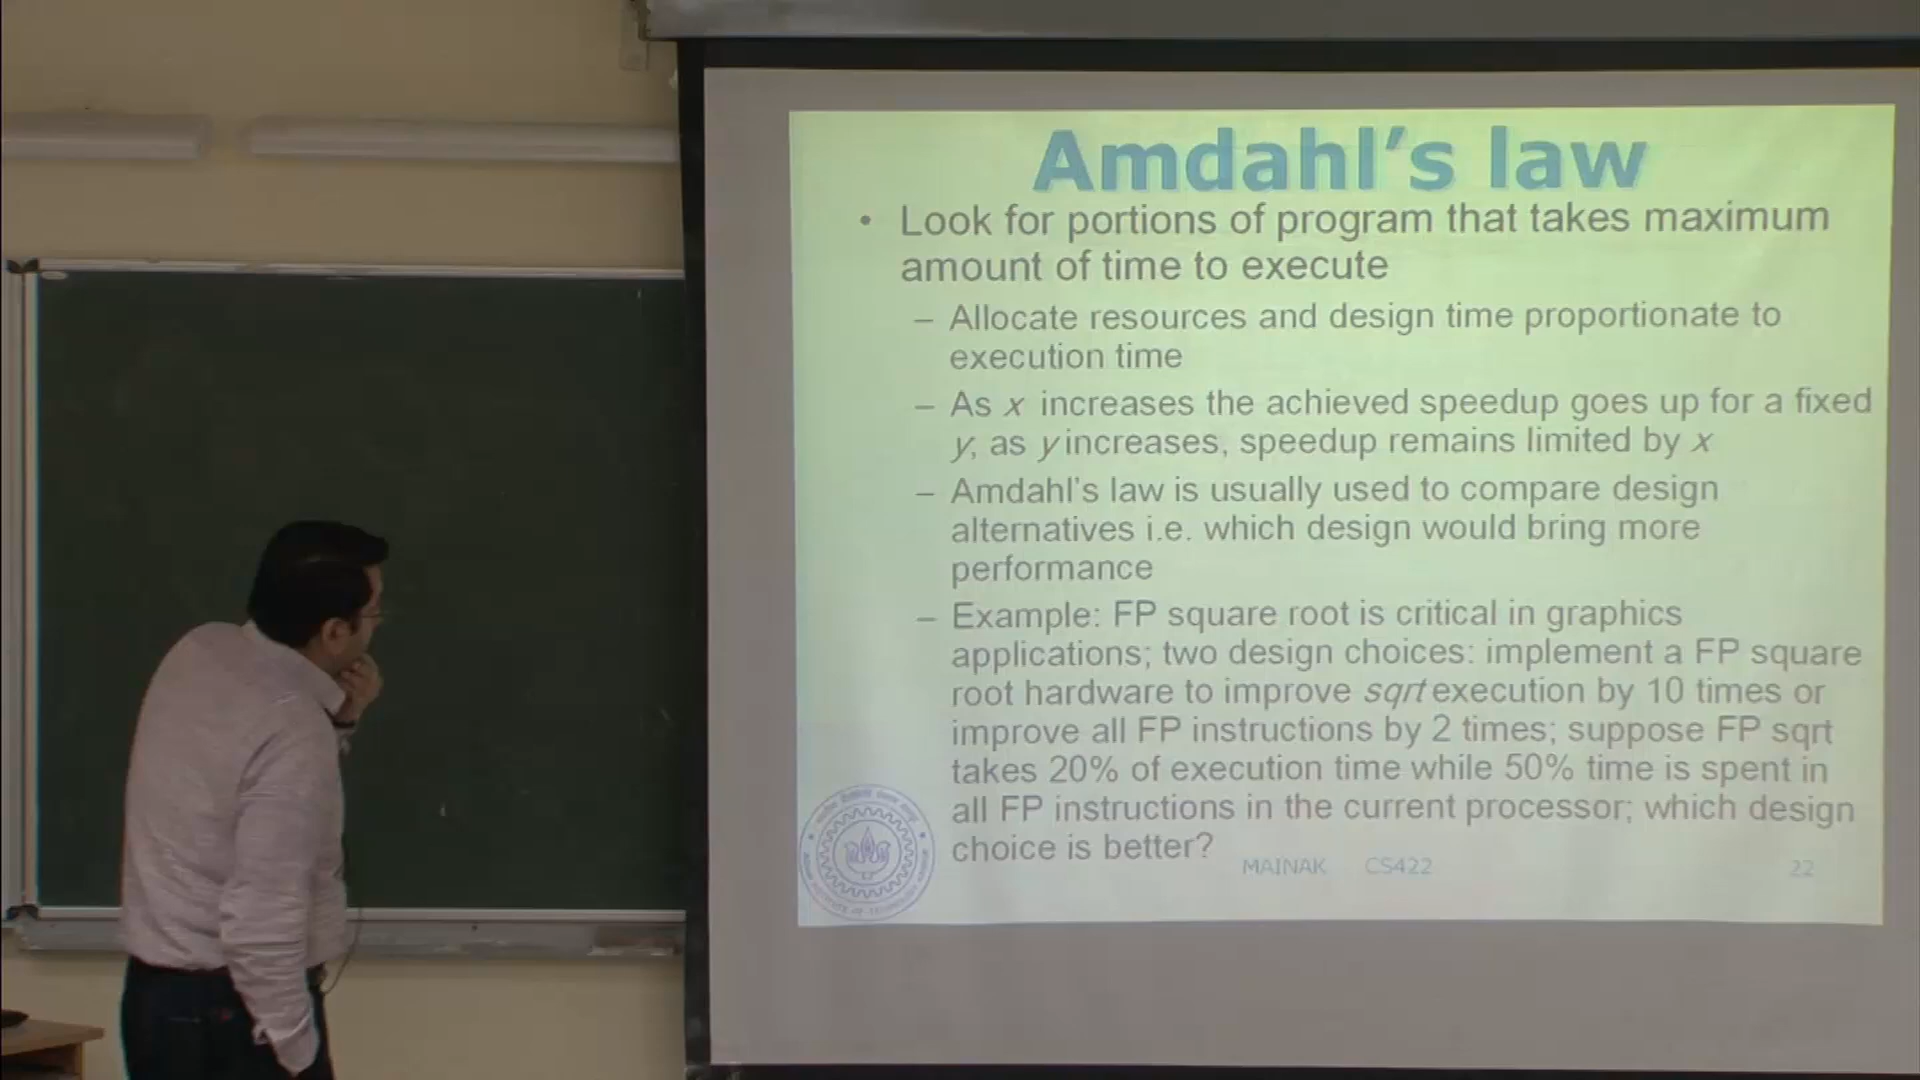 Amdahl's law
• Look for portions of program that takes maximum
amount of time to execute
– Allocate resources and design time proportionate to
execution time
– As x increases the achieved speedup goes up for a fixed
y, as y increases, speedup remains limited by x
– Amdahl's law is usually used to compare design
alternatives i.e. which design would bring more
performance
– Example: FP square root is critical in graphics
applications; two design choices: implement a FP square
root hardware to improve sqrt execution by 10 times or
improve all FP instructions by 2 times; suppose FP sqrt
takes 20% of execution time while 50% time is spent in
all FP instructions in the current processor; which design
choice is better?
MAINAK CS422
22